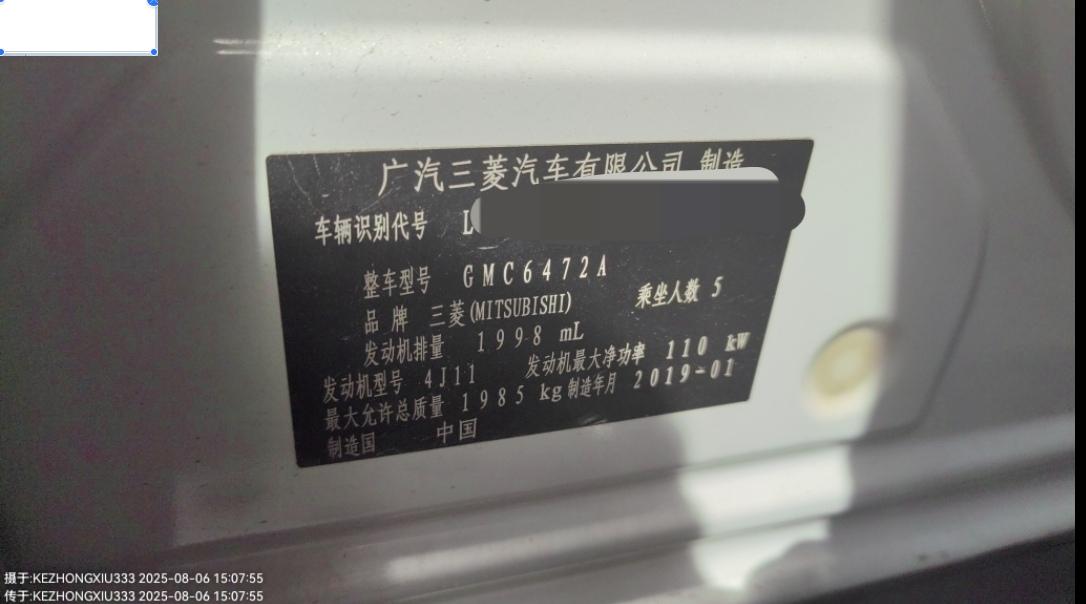 广汽三菱汽车有限公司 制造
车辆识别代号 L
整车型号 GMC6472A
品牌 三菱(MITSUBISHI) 乘坐人数 5
发动机排量 1998 mL
发动机型号 4J11 发动机最大净功率 110 kW
最大允许总质量 1985 kg 制造年月 2019-01
制造国 中国
摄于:KEZHONGXIU333 2025-08-06 15:07:55
传于:KEZHONGXIU333 2025-08-06 15:07:55